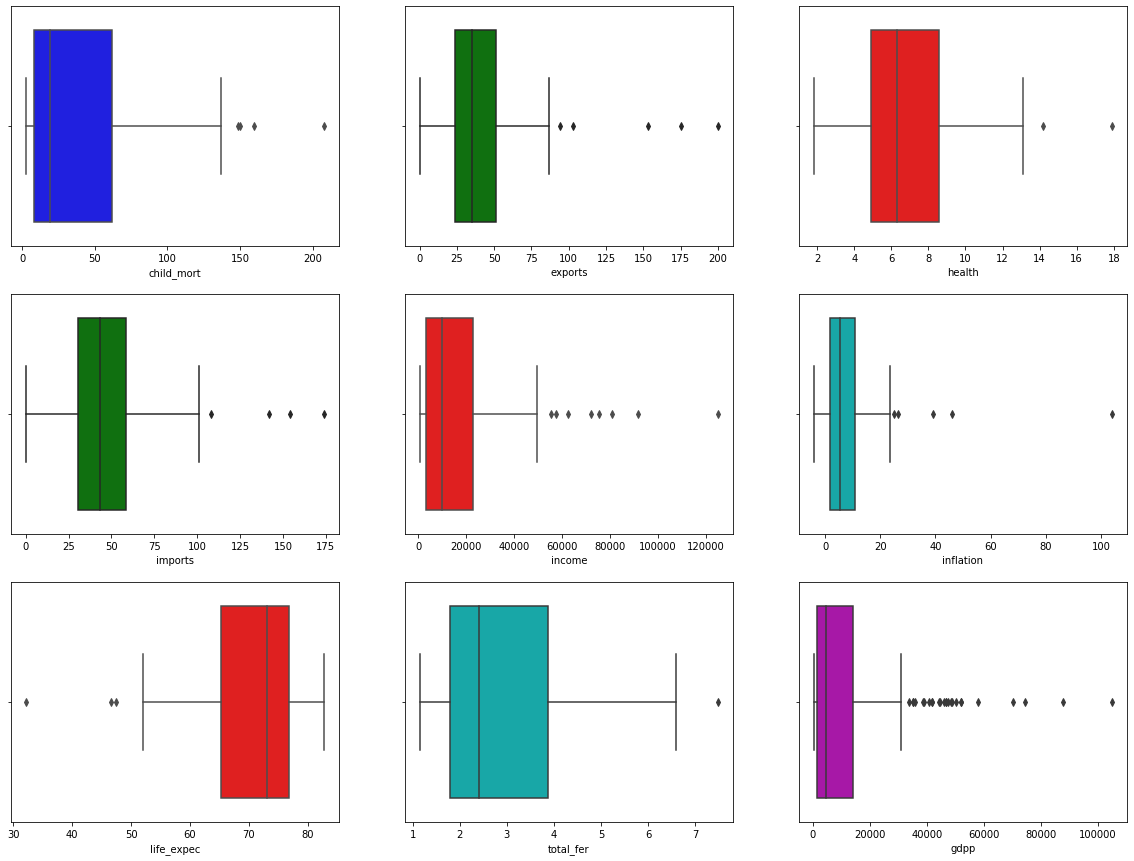 0 50 100 150 200
child_mort
0 25 50 75 100 125 150 175 200
exports
2 4 6 8 10 12 14 16 18
health
0 25 50 75 100 125 150 175
imports
0 20000 40000 60000 80000 100000 120000
income
0 20 40 60 80 100
inflation
30 40 50 60 70 80
life_expec
1 2 3 4 5 6 7
total_fer
0 20000 40000 60000 80000 100000
gdpp